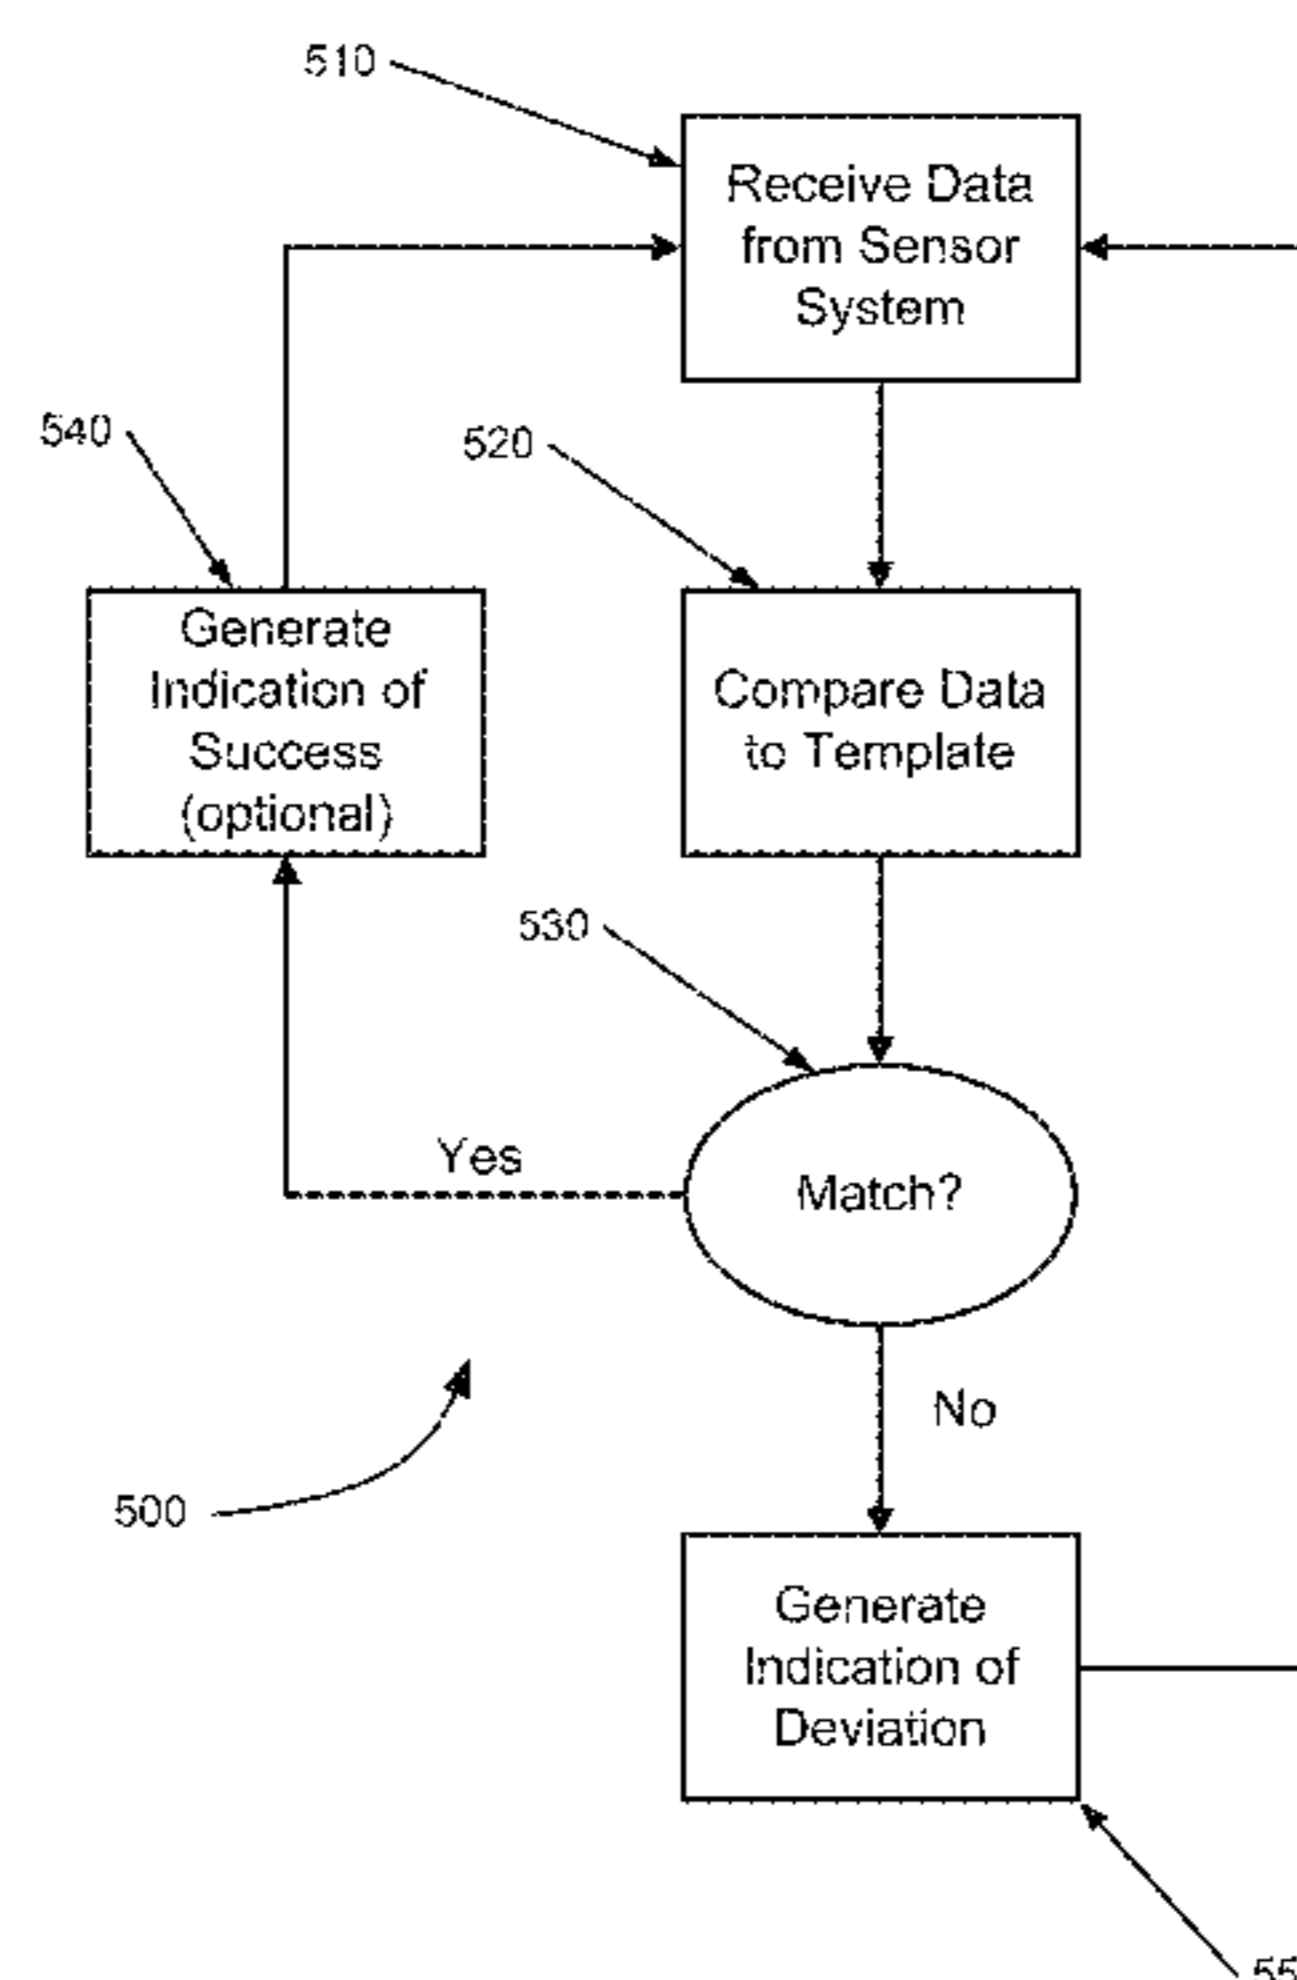 510
Receive Data
from Sensor
System
540
520
Generate
Indication of
Success
(optional)
Compare Data
to Template
530
Yes
Match?
No
500
Generate
Indication of
Deviation